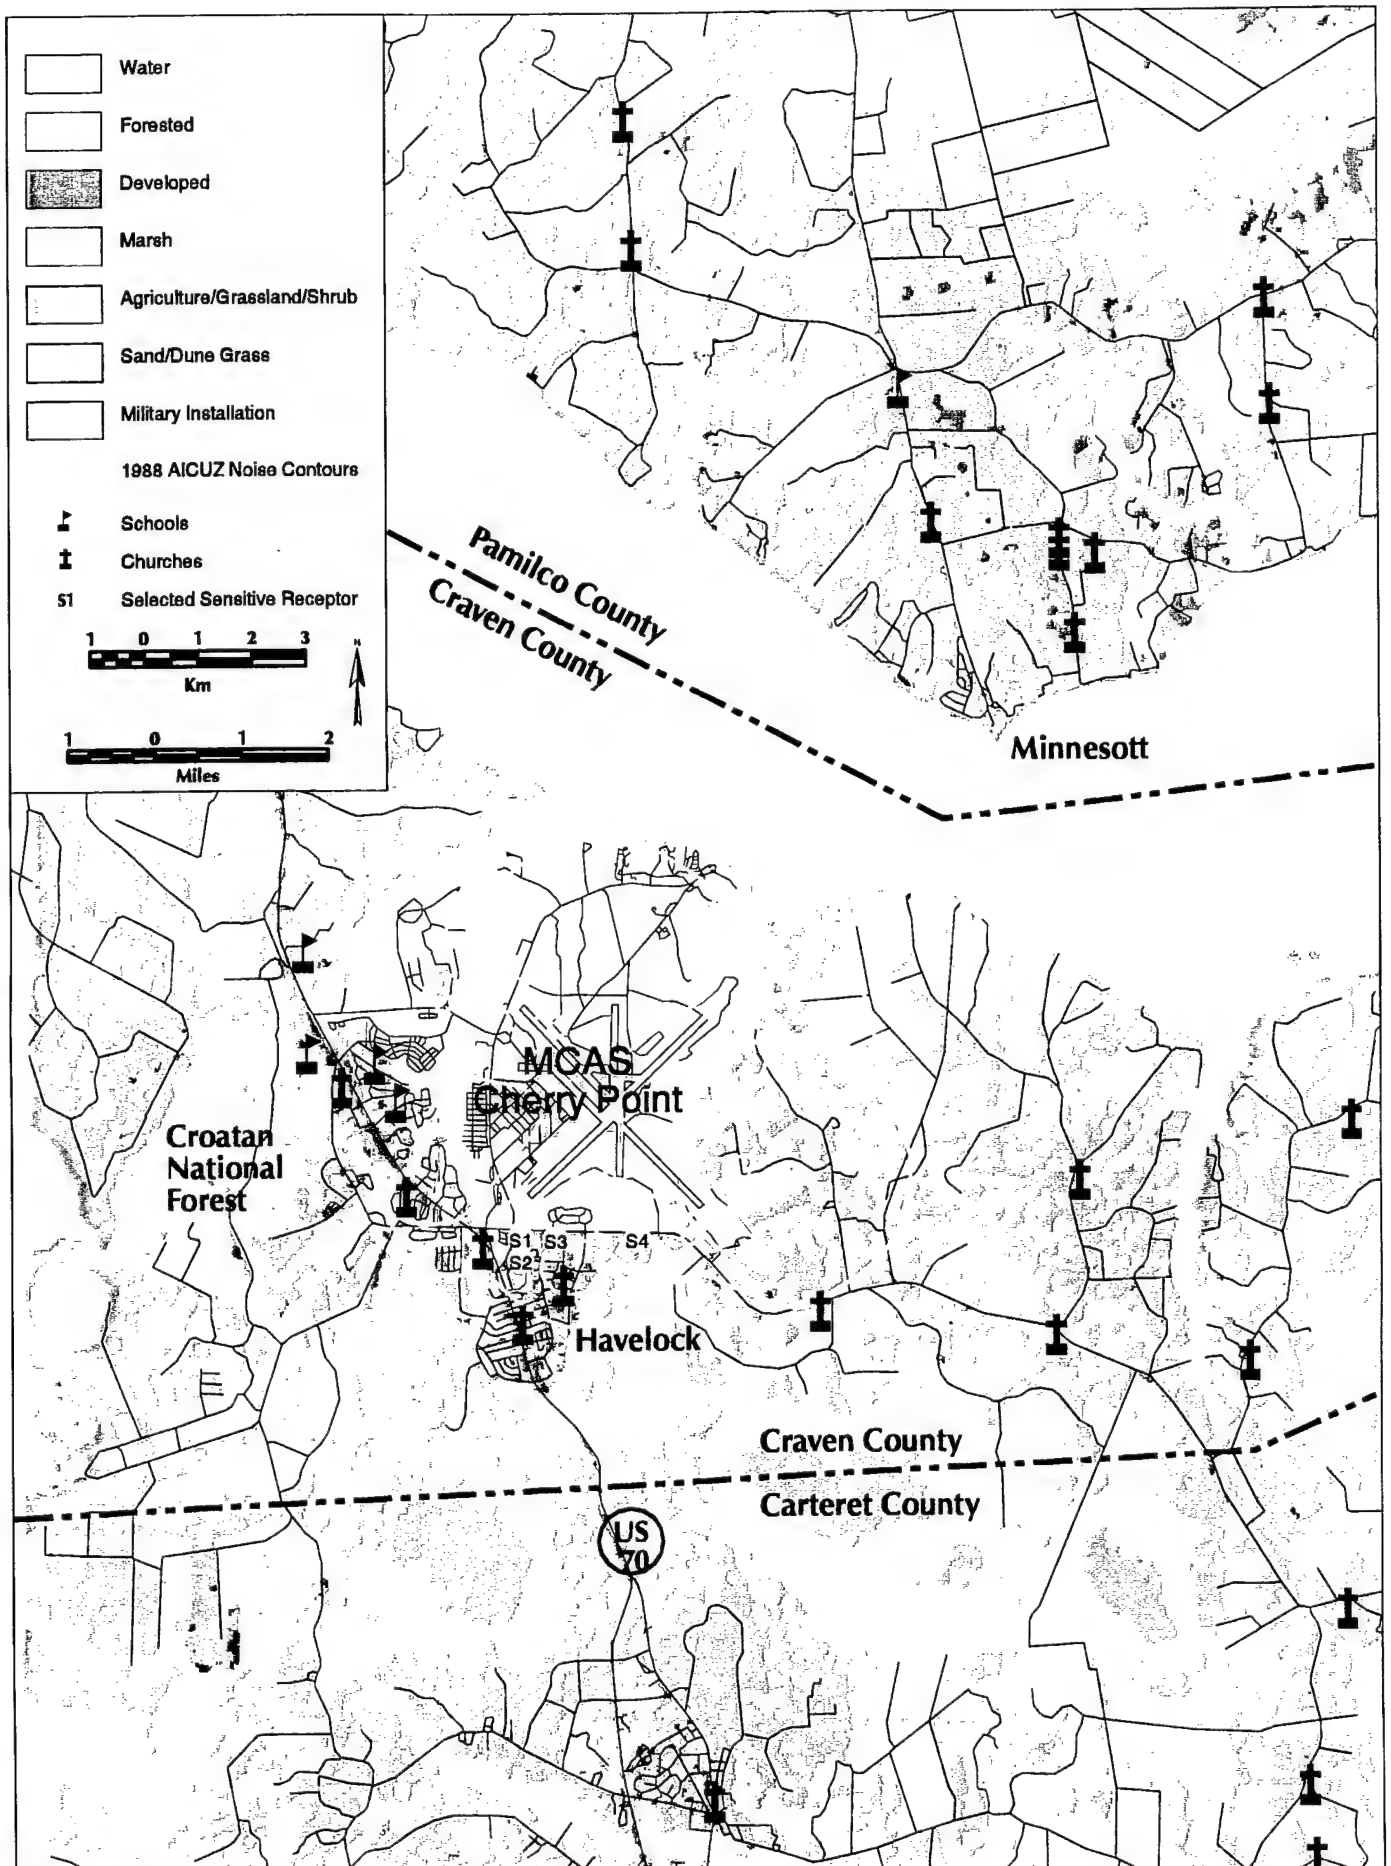 Water
Forested
Developed
Marsh
Agriculture/Grassland/Shrub
Sand/Dune Grass
Military Installation
1988 AICUZ Noise Contours
Schools
Churches
S1 Selected Sensitive Receptor
1 0 1 2 3
Km
N
1 0 1 2
Miles
Pamilco County
Craven County
Minnesott
MCAS
Cherry Point
Croatan
National
Forest
S1 S3 S4
S2
Havelock
Craven County
Carteret County
US
70